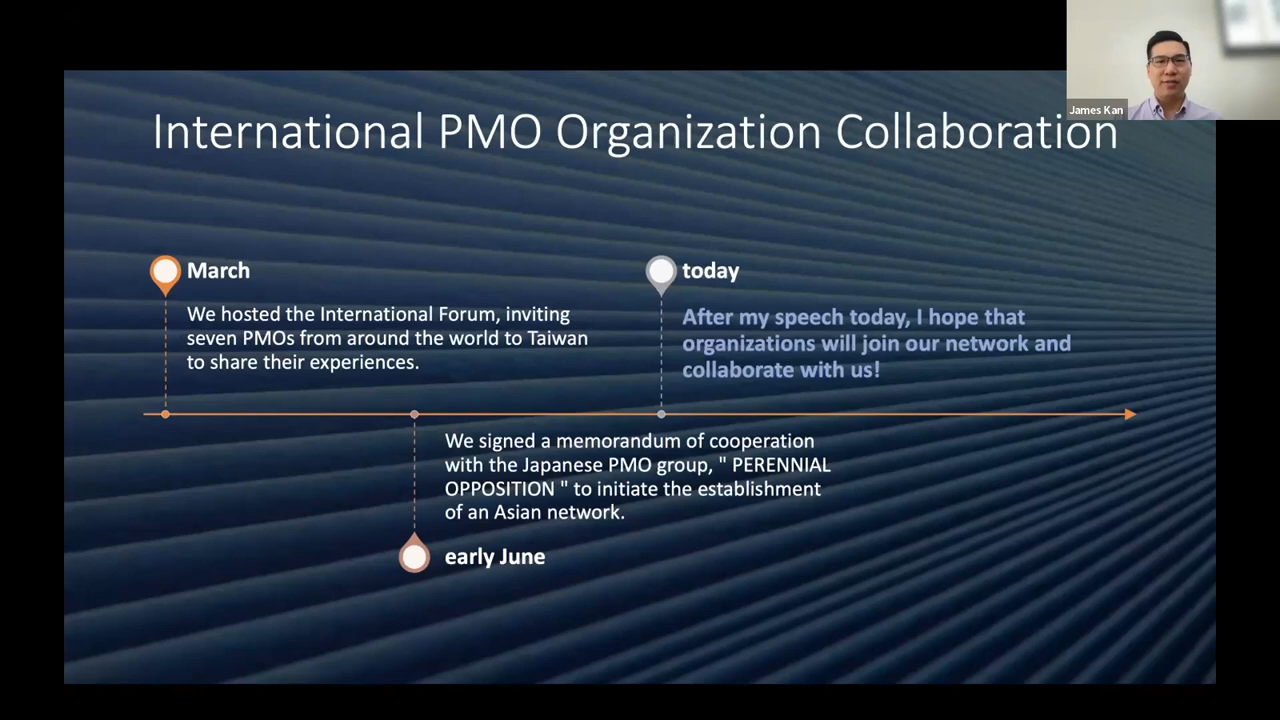 James Kan
International PMO Organization Collaboration
March
We hosted the International Forum, inviting
seven PMOs from around the world to Taiwan
to share their experiences.
today
After my speech today, I hope that
organizations will join our network and
collaborate with us!
We signed a memorandum of cooperation
with the Japanese PMO group, " PERENNIAL
OPPOSITION " to initiate the establishment
of an Asian network.
early June